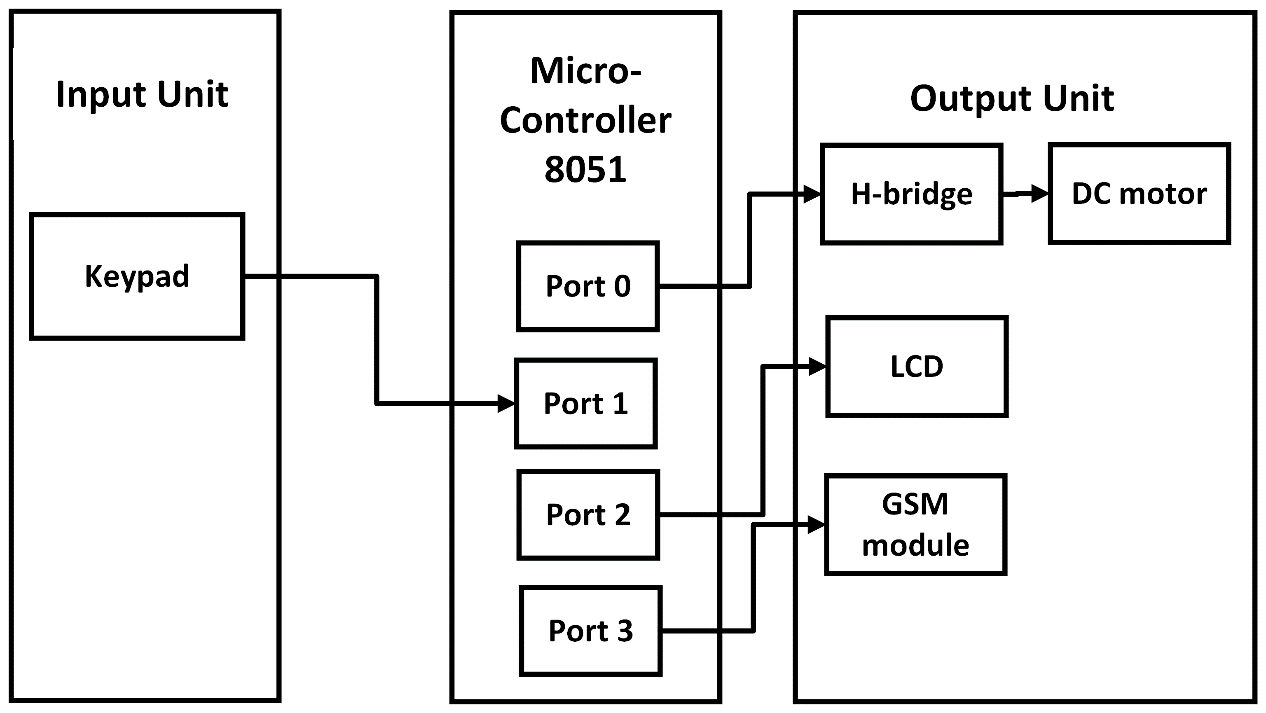 Input Unit
Keypad
Micro-
Controller
8051
Port 0
Port 1
Port 2
Port 3
Output Unit
H-bridge
DC motor
LCD
GSM
module